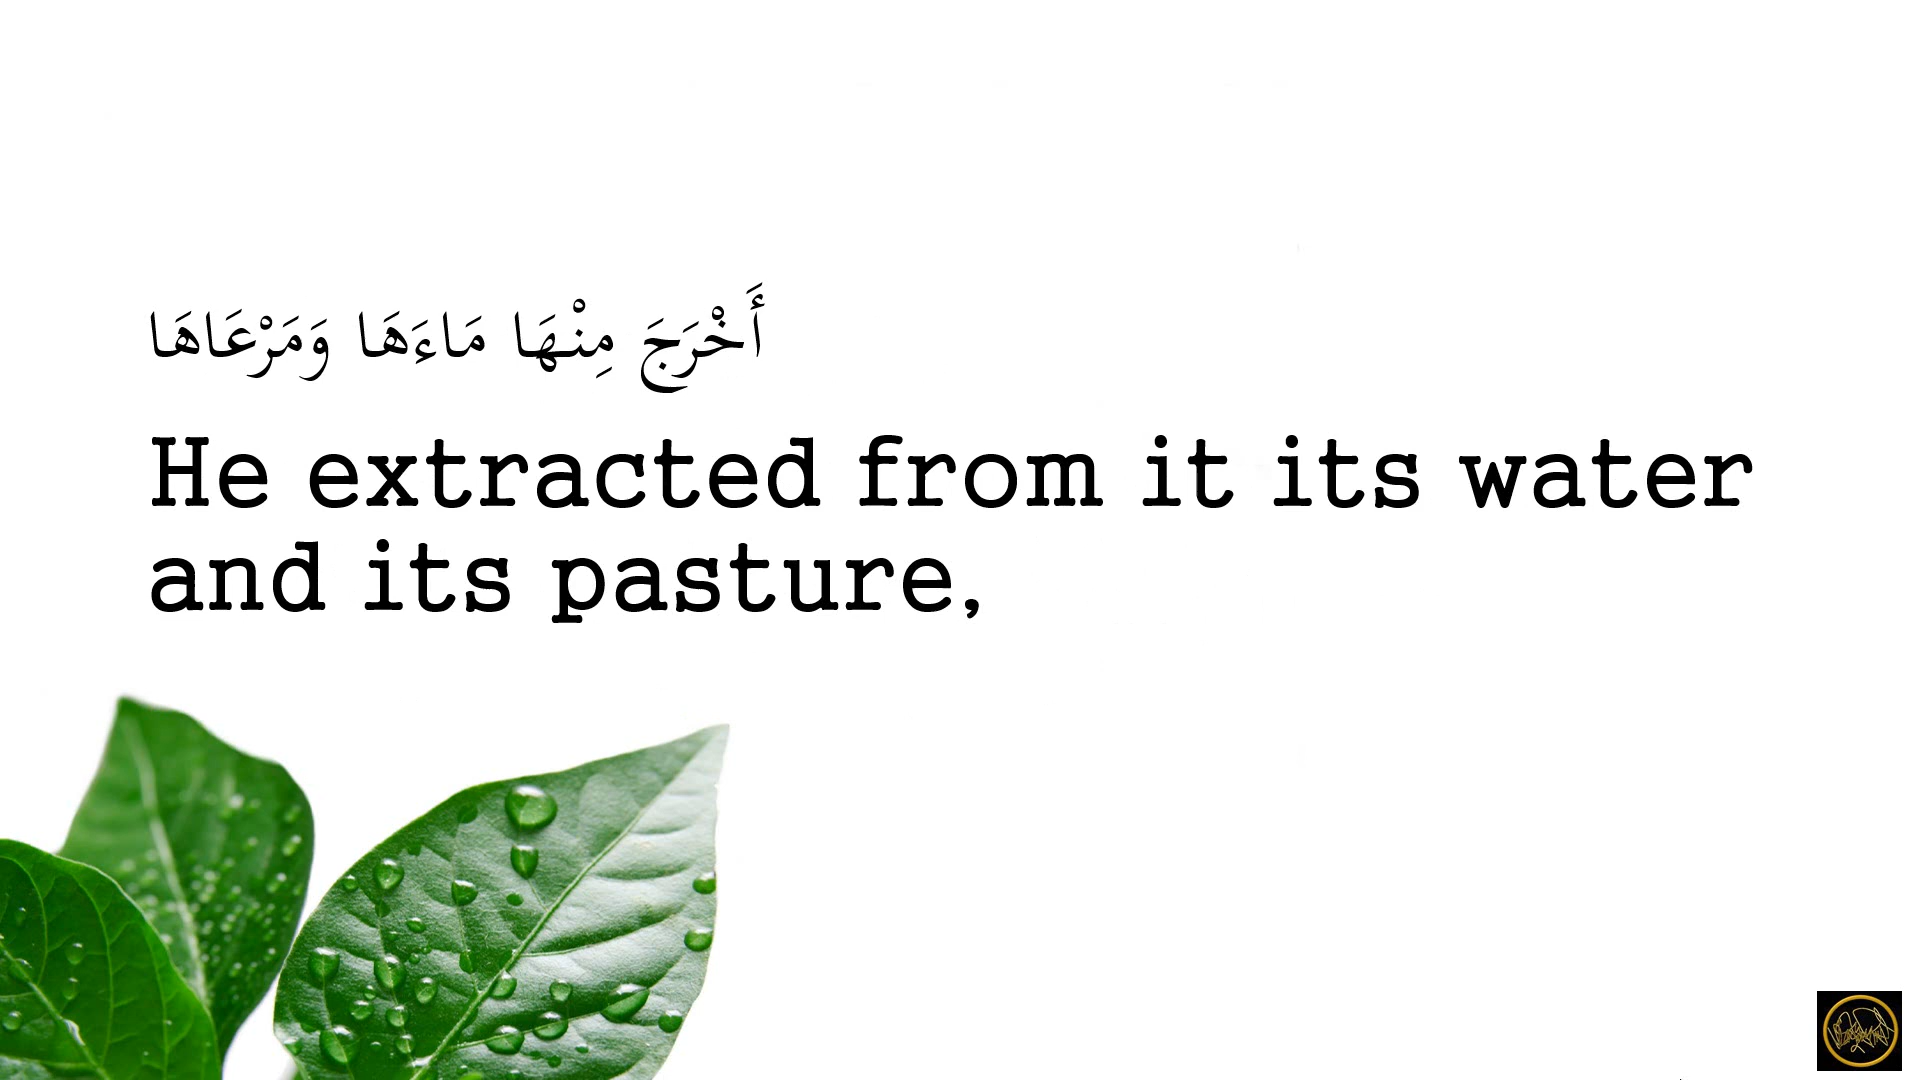 أَخْرَجَ مِنْهَا مَاءَهَا وَمَرْعَاهَا
He extracted from it its water
and its pasture,